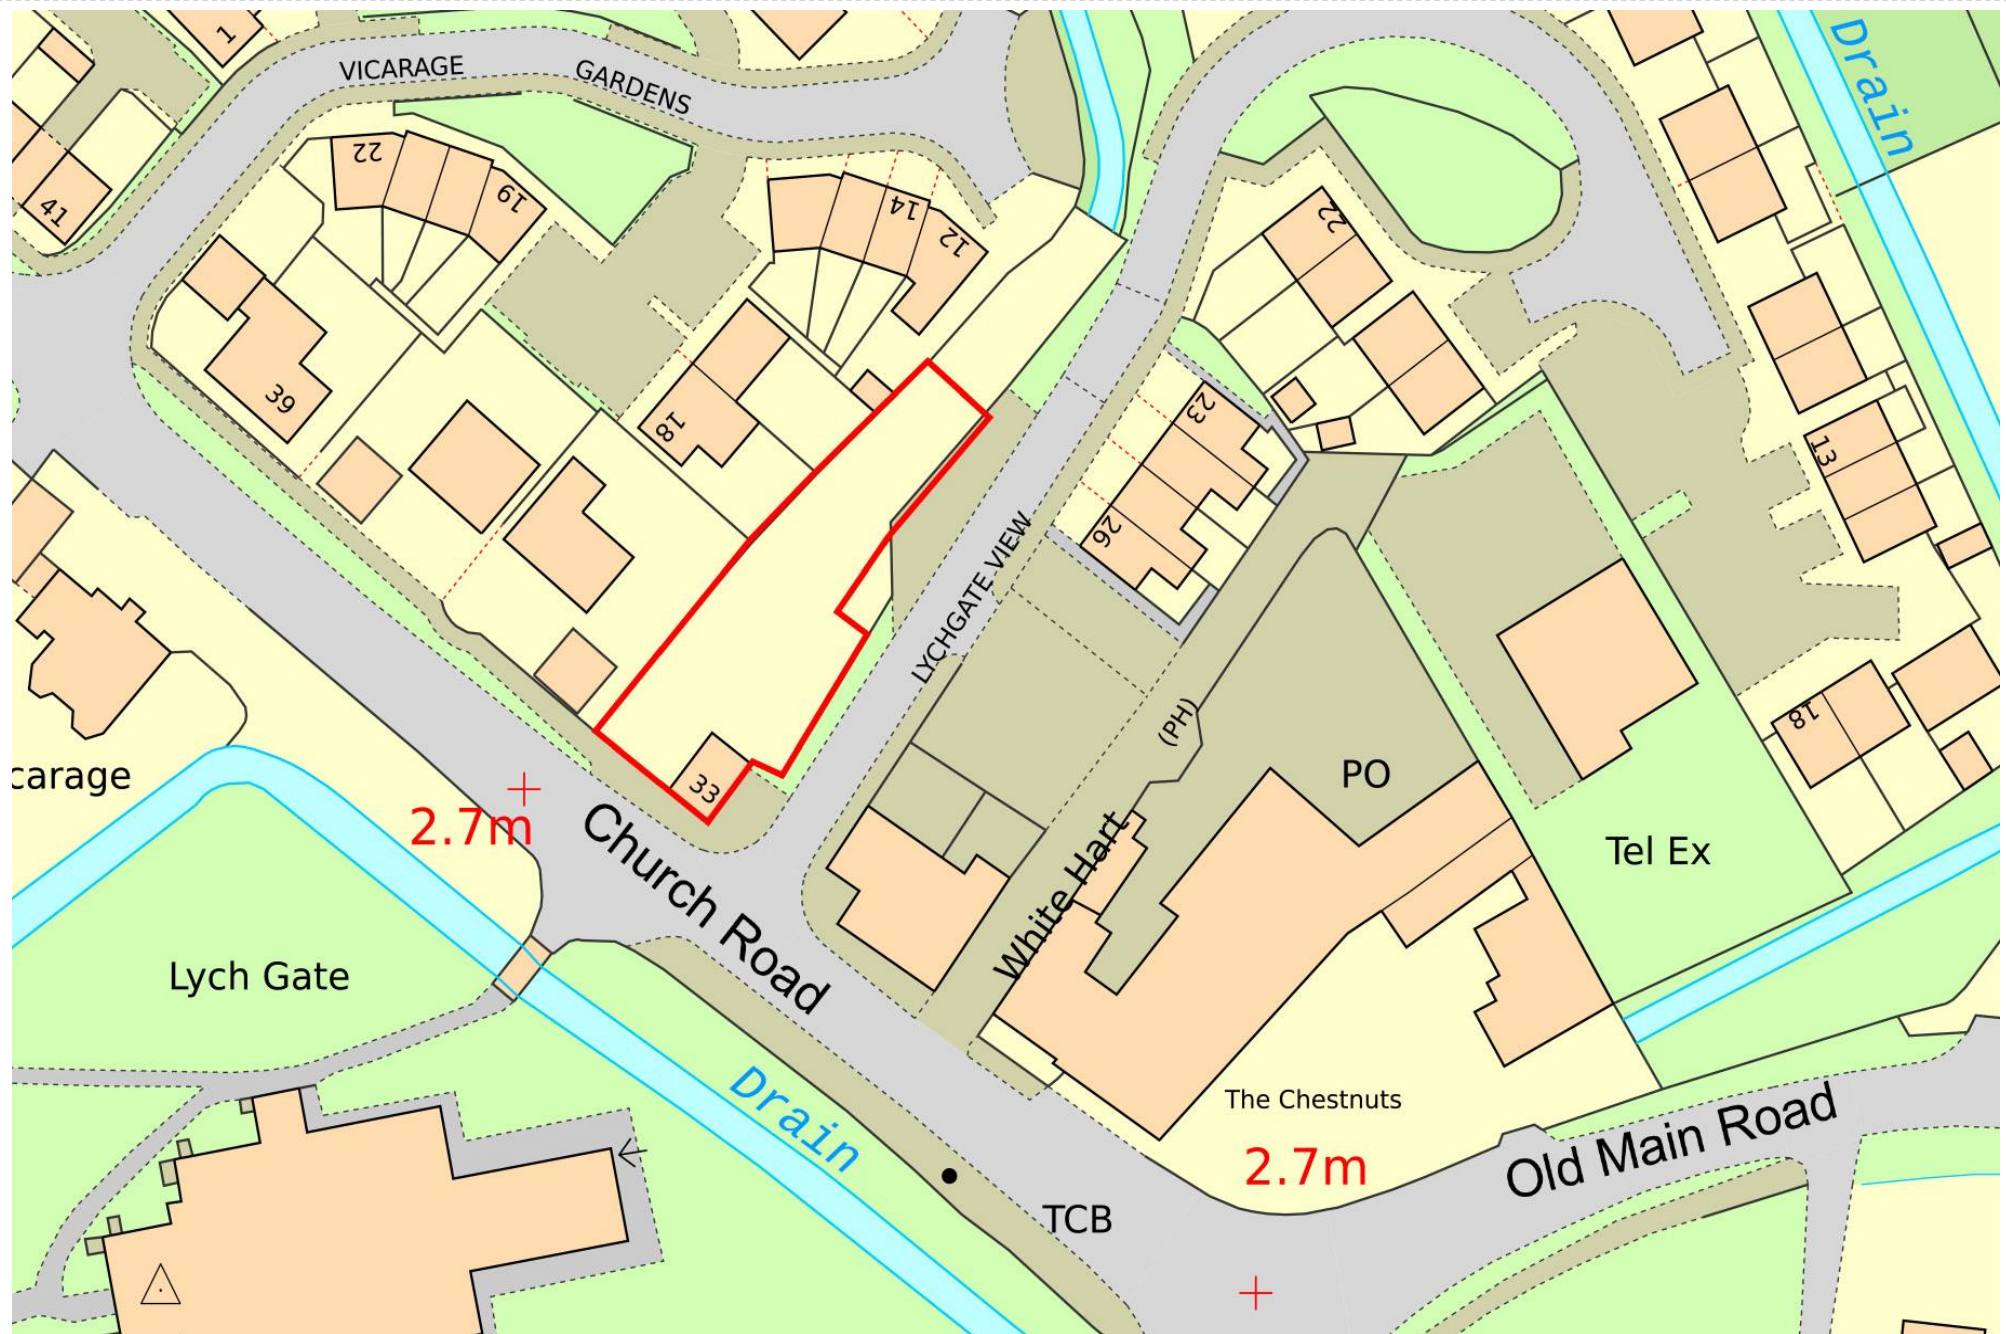 1
VICARAGE
GARDENS
Drain
22
19
41
14
12
22
39
18
23
13
26
LYCHGATE VIEW
18
33
(PH)
cararage
PO
2.7m
Church Road
Tel Ex
White Hart
Lych Gate
Drain
The Chestnuts
2.7m
Old Main Road
TCB